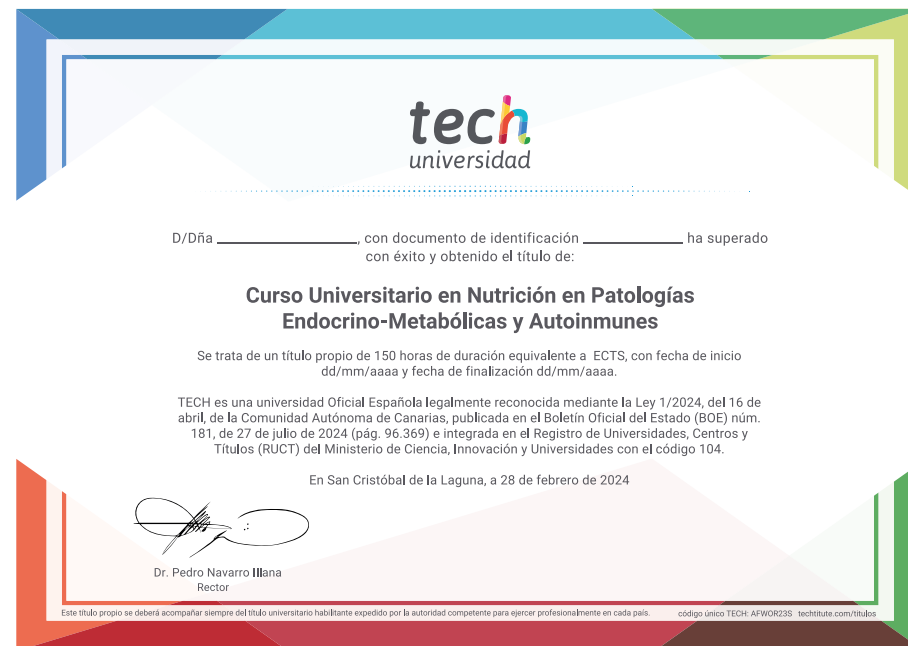 tech
universidad
D/Dña ____________________, con documento de identificación ______________ ha superado
con éxito y obtenido el título de:
Curso Universitario en Nutrición en Patologías
Endocrino-Metabólicas y Autoinmunes
Se trata de un título propio de 150 horas de duración equivalente a ECTS, con fecha de inicio
dd/mm/aaaa y fecha de finalización dd/mm/aaaa.
TECH es una universidad Oficial Española legalmente reconocida mediante la Ley 1/2024, del 16 de
abril, de la Comunidad Autónoma de Canarias, publicada en el Boletín Oficial del Estado (BOE) núm.
181, de 27 de julio de 2024 (pág. 96.369) e integrada en el Registro de Universidades, Centros y
Títulos (RUCT) del Ministerio de Ciencia, Innovación y Universidades con el código 104.
En San Cristóbal de la Laguna, a 28 de febrero de 2024
Dr. Pedro Navarro Illana
Rector
Este título propio se deberá acompañar siempre del título universitario habilitante expedido por la autoridad competente para ejercer profesionalmente en cada país. código único TECH: AFWOR23S techtitute.com/titulos